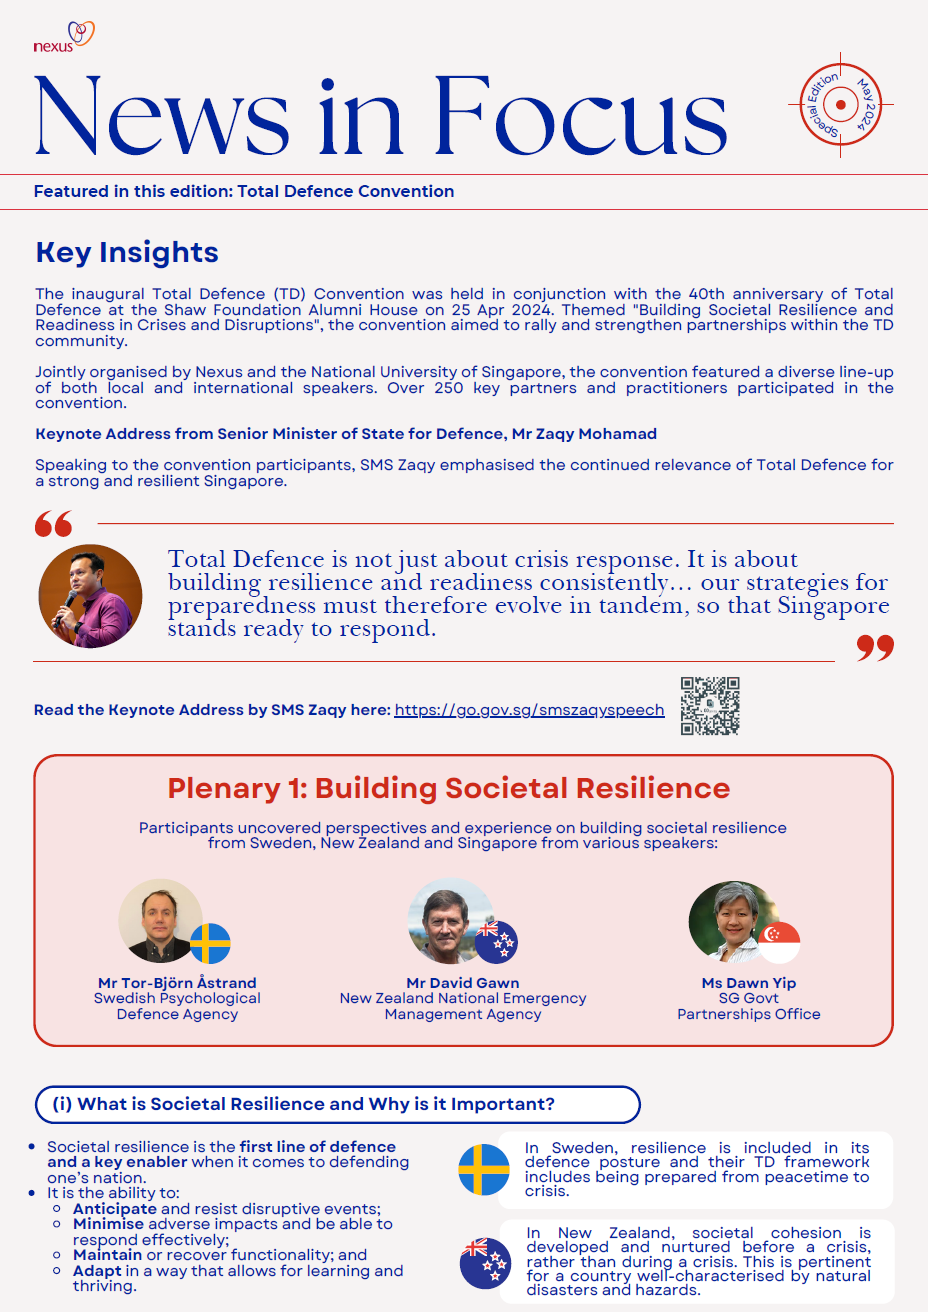 nexus
News in Focus
Special Edition
May 2024
Featured in this edition: Total Defence Convention
Key Insights
The inaugural Total Defence (TD) Convention was held in conjunction with the 40th anniversary of Total
Defence at the Shaw Foundation Alumni House on 25 Apr 2024. Themed "Building Societal Resilience and
Readiness in Crises and Disruptions", the convention aimed to rally and strengthen partnerships within the TD
community.
Jointly organised by Nexus and the National University of Singapore, the convention featured a diverse line-up
of both local and international speakers. Over 250 key partners and practitioners participated in the
convention.
Keynote Address from Senior Minister of State for Defence, Mr Zaqy Mohamad
Speaking to the convention participants, SMS Zaqy emphasised the continued relevance of Total Defence for
a strong and resilient Singapore.
“
Total Defence is not just about crisis response. It is about
building resilience and readiness consistently… our strategies for
preparedness must therefore evolve in tandem, so that Singapore
stands ready to respond.
”
Read the Keynote Address by SMS Zaqy here: https://go.gov.sg/smszaqyspeech
Plenary 1: Building Societal Resilience
Participants uncovered perspectives and experience on building societal resilience
from Sweden, New Zealand and Singapore from various speakers:
Mr Tor-Björn Åstrand
Swedish Psychological
Defence Agency
Mr David Gawn
New Zealand National Emergency
Management Agency
Ms Dawn Yip
SG Govt
Partnerships Office
(i) What is Societal Resilience and Why is it Important?
• Societal resilience is the first line of defence
and a key enabler when it comes to defending
one’s nation.
• It is the ability to:
◦ Anticipate and resist disruptive events;
◦ Minimise adverse impacts and be able to
respond effectively;
◦ Maintain or recover functionality; and
◦ Adapt in a way that allows for learning and
thriving.
In Sweden, resilience is included in its
defence posture and their TD framework
includes being prepared from peacetime to
crisis.
In New Zealand, societal cohesion is
developed and nurtured before a crisis,
rather than during a crisis. This is pertinent
for a country well-characterised by natural
disasters and hazards.